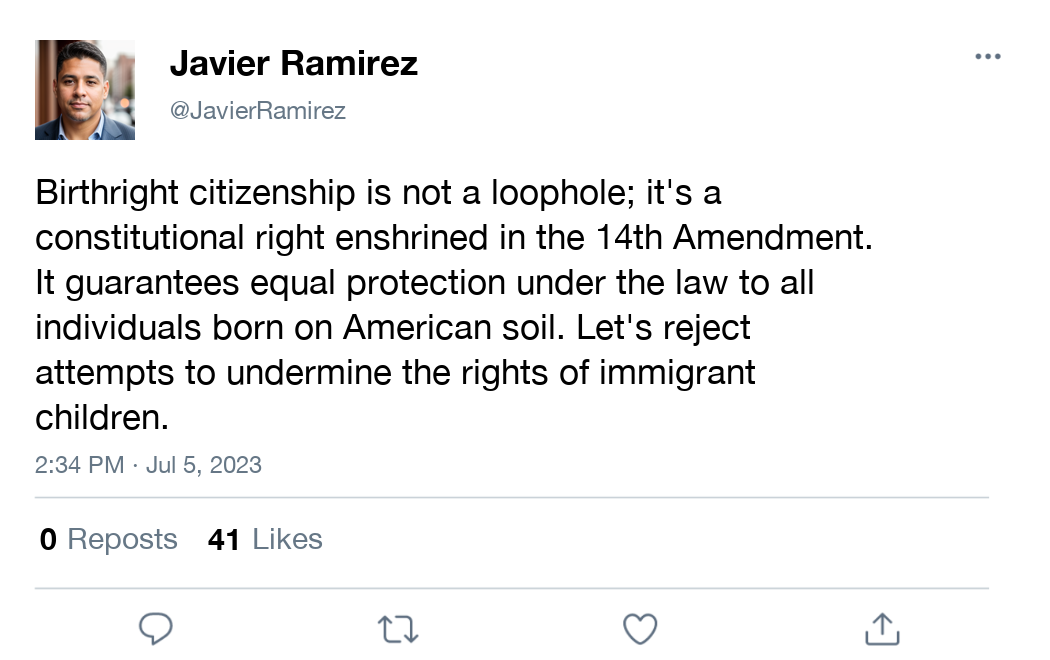 Javier Ramirez
@JavierRamirez
Birthright citizenship is not a loophole; it's a
constitutional right enshrined in the 14th Amendment.
It guarantees equal protection under the law to all
individuals born on American soil. Let's reject
attempts to undermine the rights of immigrant
children.
2:34 PM · Jul 5, 2023
0 Reposts 41 Likes